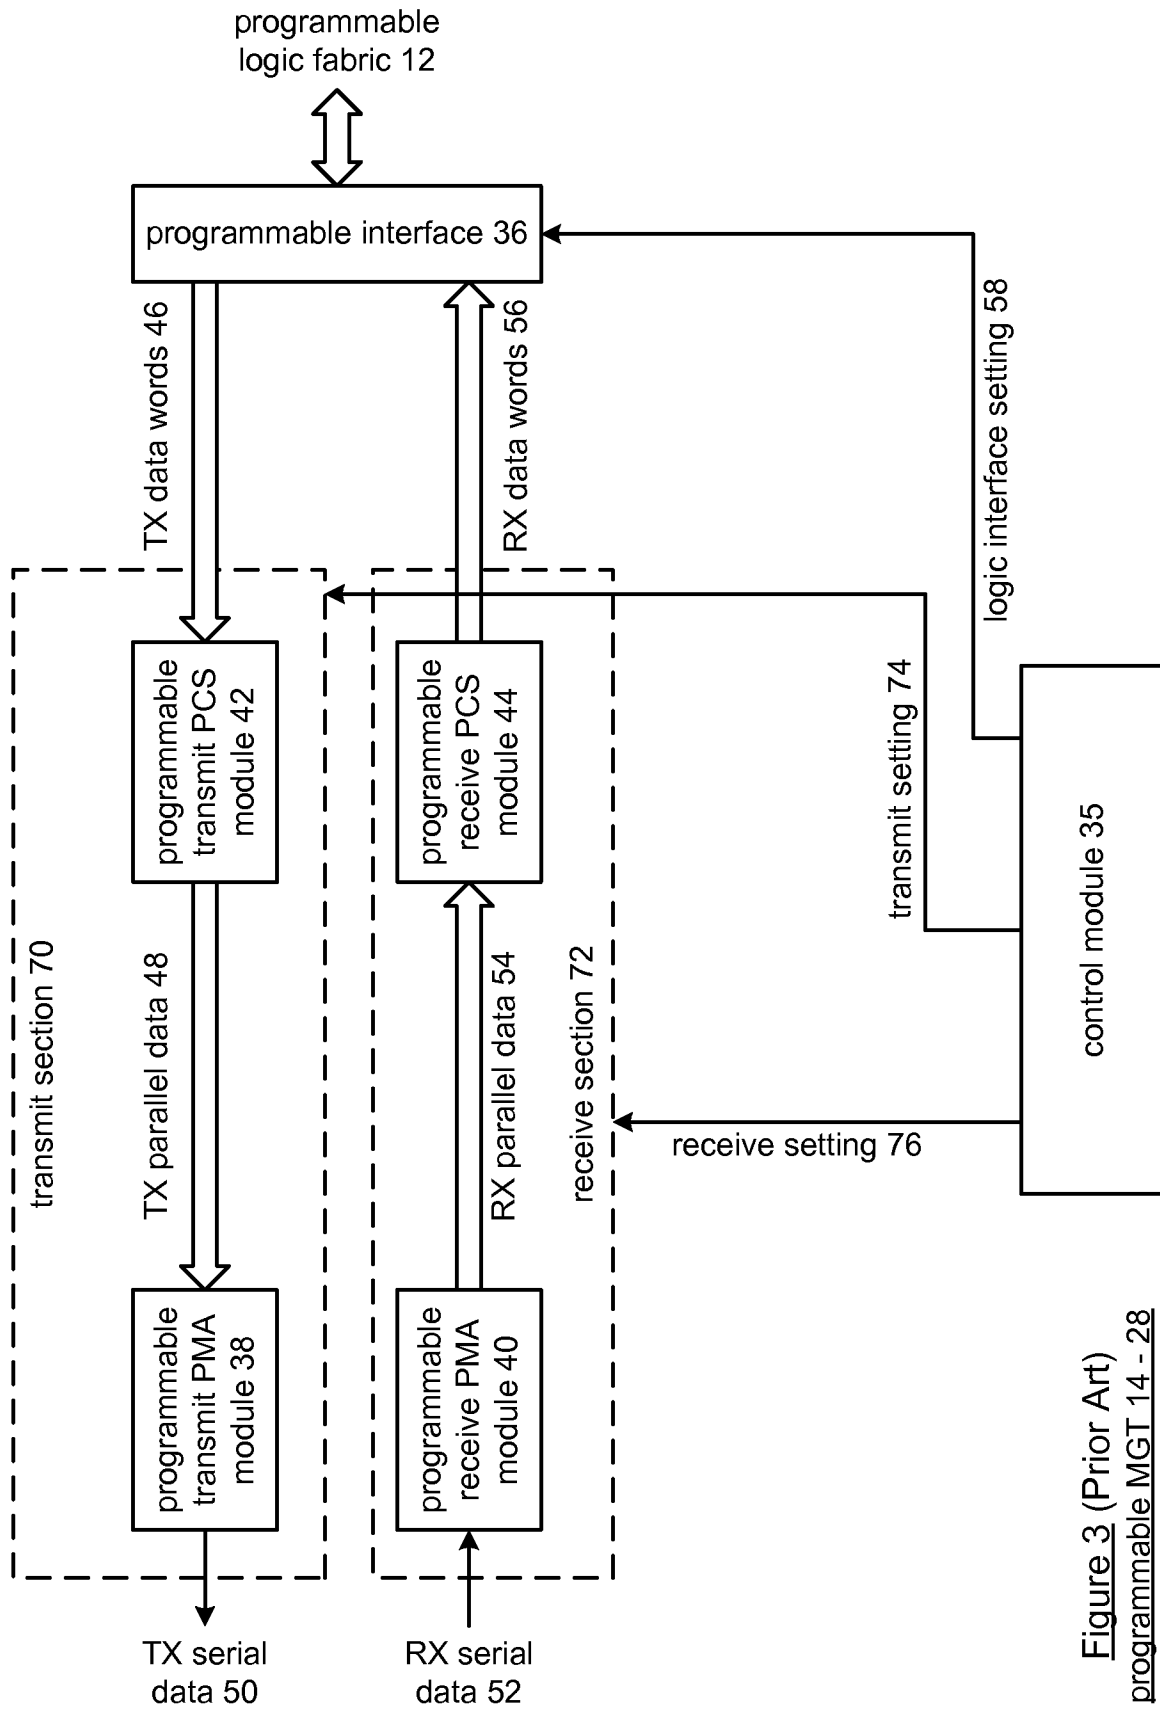 programmable
logic fabric 12
programmable interface 36
TX data words 46
RX data words 56
logic interface setting 58
transmit section 70
programmable
transmit PCS
module 42
programmable
receive PCS
module 44
transmit setting 74
TX parallel data 48
RX parallel data 54
receive section 72
receive setting 76
control module 35
programmable
transmit PMA
module 38
programmable
receive PMA
module 40
TX serial
data 50
RX serial
data 52
Figure 3 (Prior Art)
programmable MGT 14 - 28